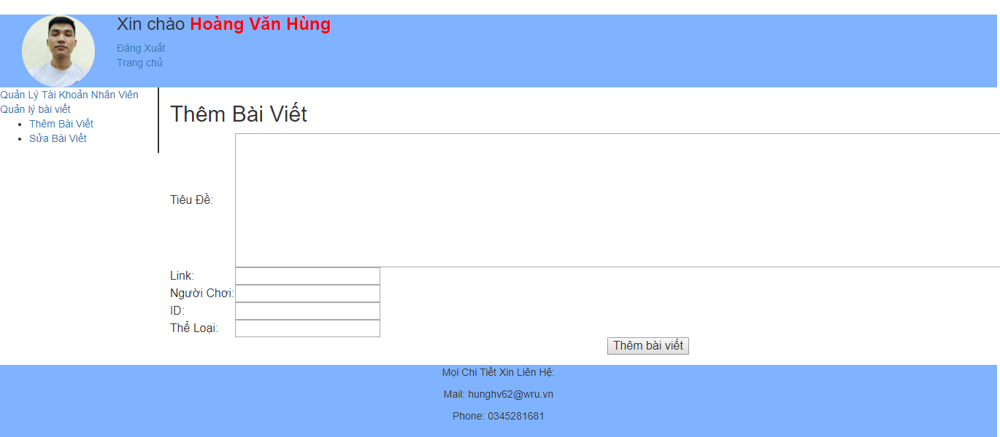 Xin chào Hoàng Văn Hùng
Đăng Xuất
Trang chủ
Quản Lý Tài Khoản Nhân Viên
Quản lý bài viết
Thêm Bài Viết
Sửa Bài Viết
Thêm Bài Viết
Tiêu Đề:
Link:
Người Chơi:
ID:
Thể Loại:
Thêm bài viết
Mọi Chi Tiết Xin Liên Hệ:
Mail: hunghv62@wru.vn
Phone: 0345281681